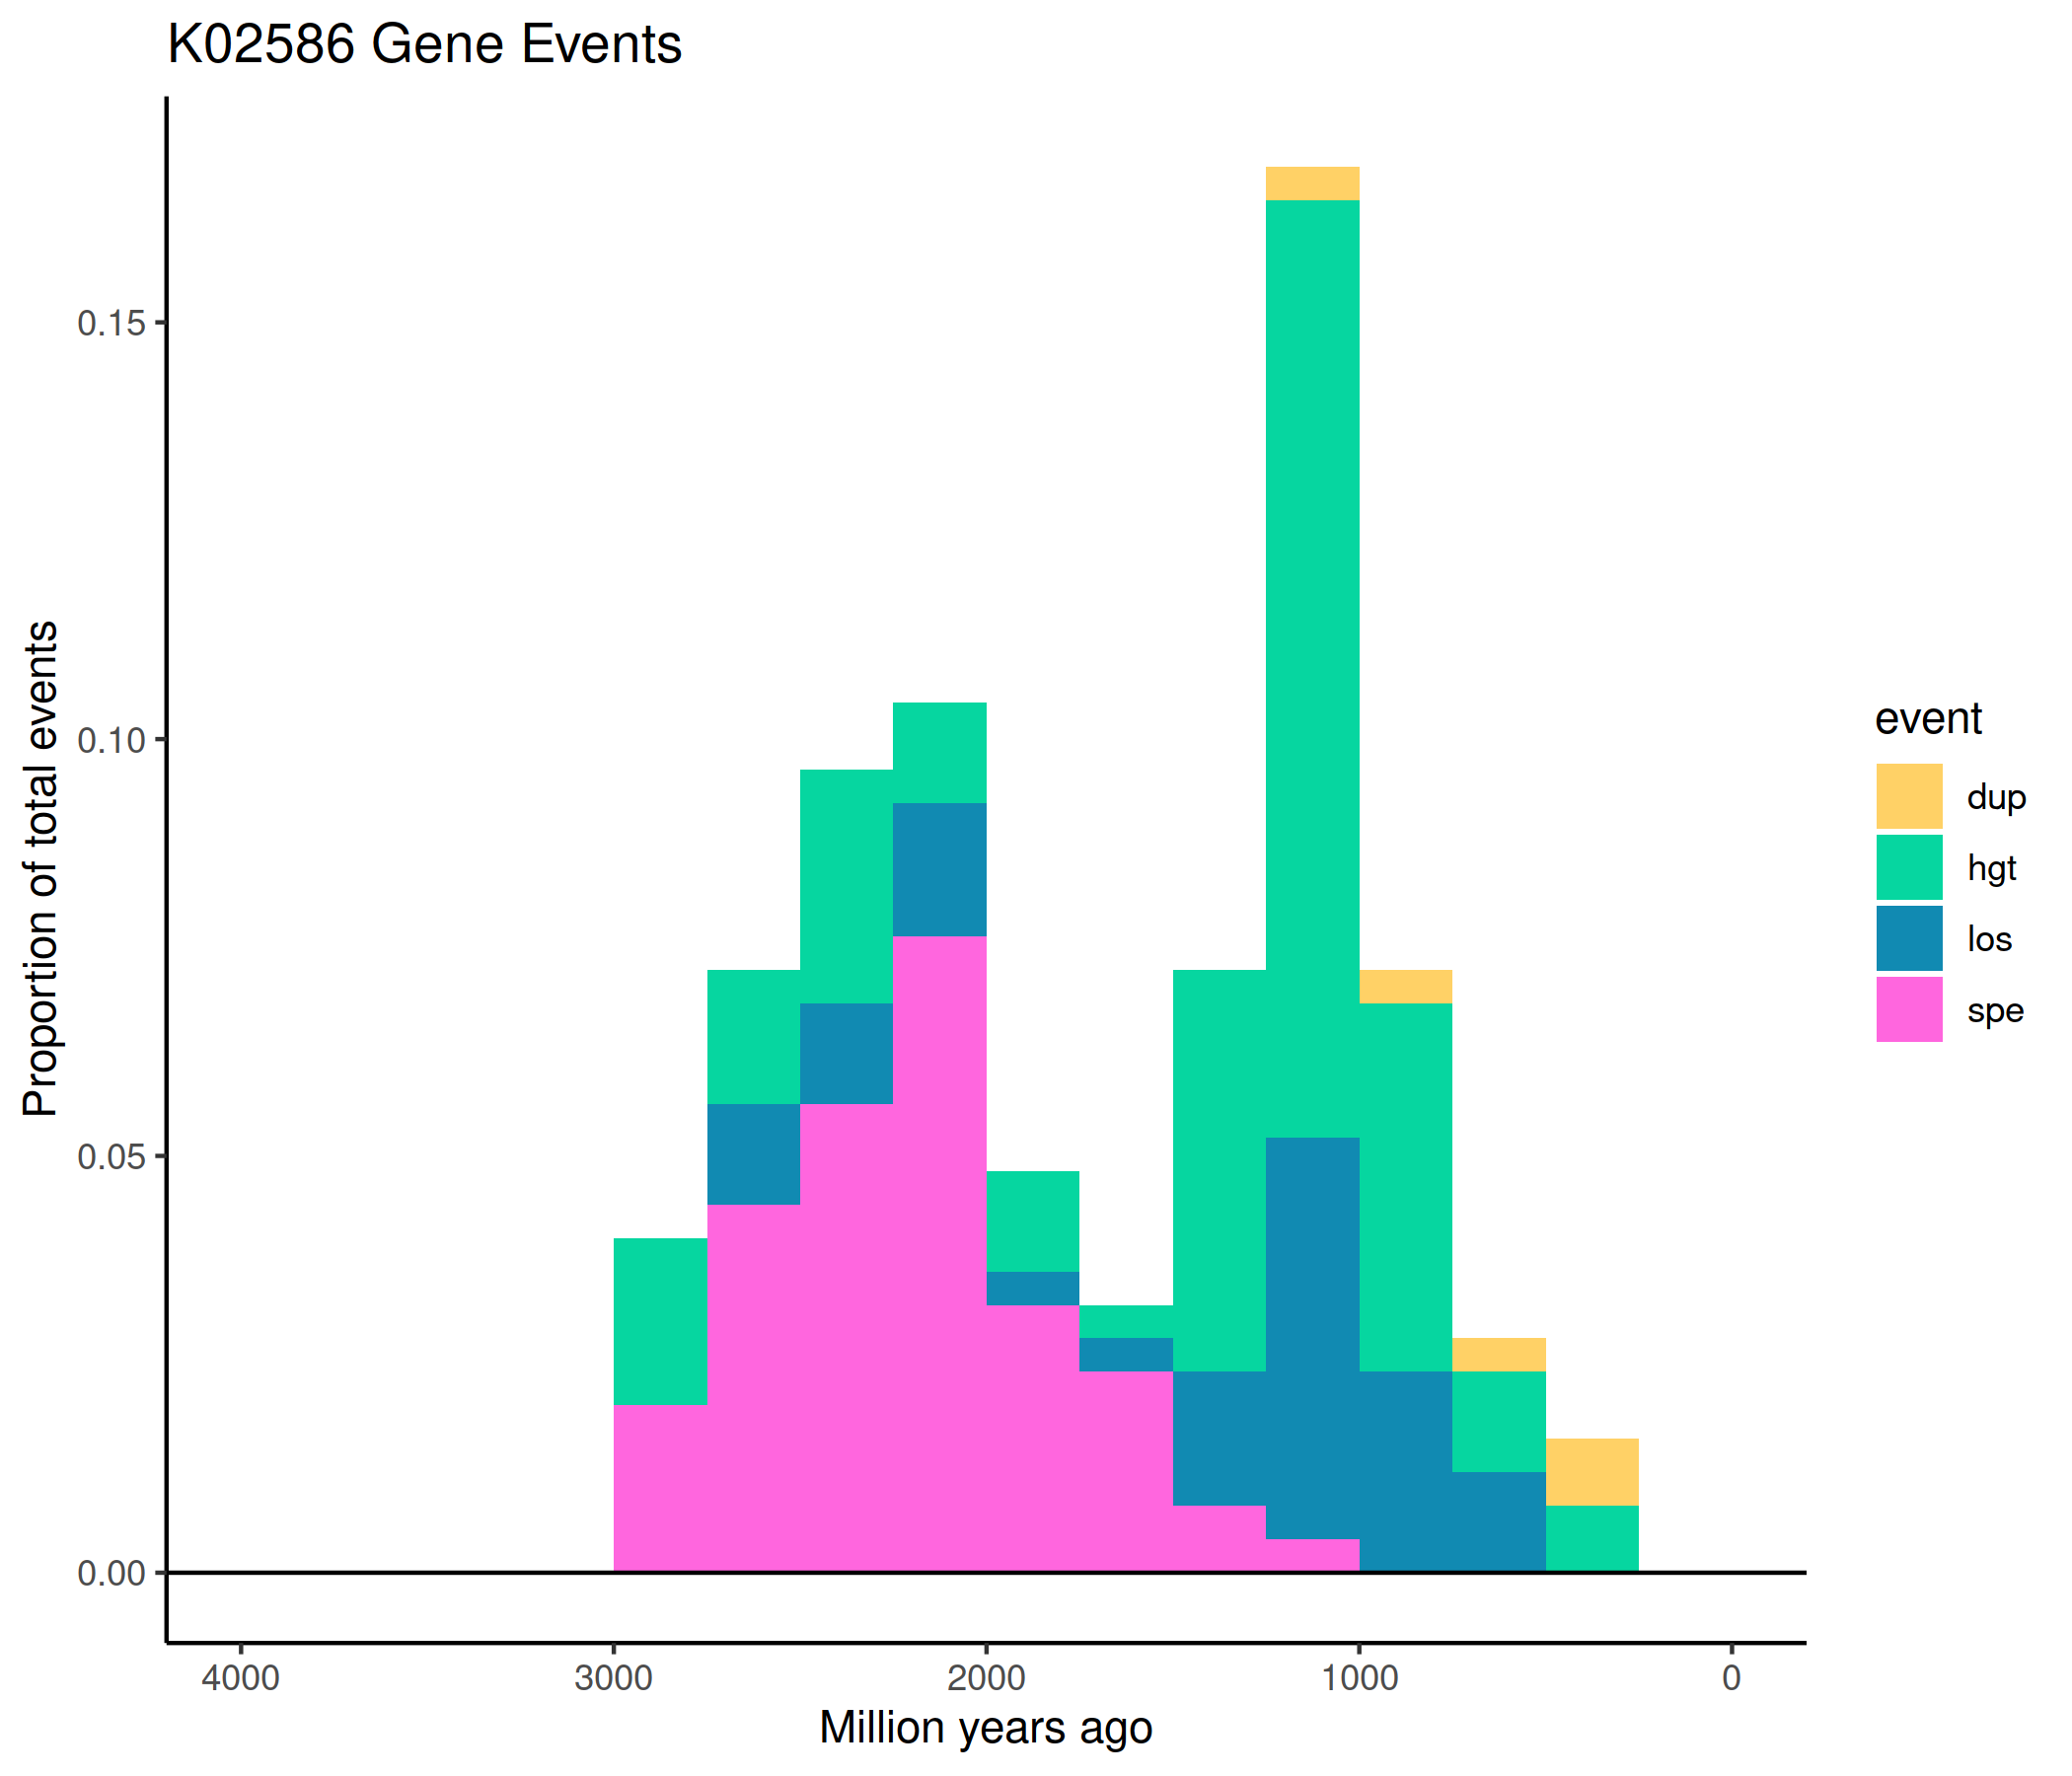 K02586 Gene Events
Proportion of total events
0.15
0.10
0.05
0.00
4000 3000 2000 1000 0
Million years ago
event
dup
hgt
los
spe